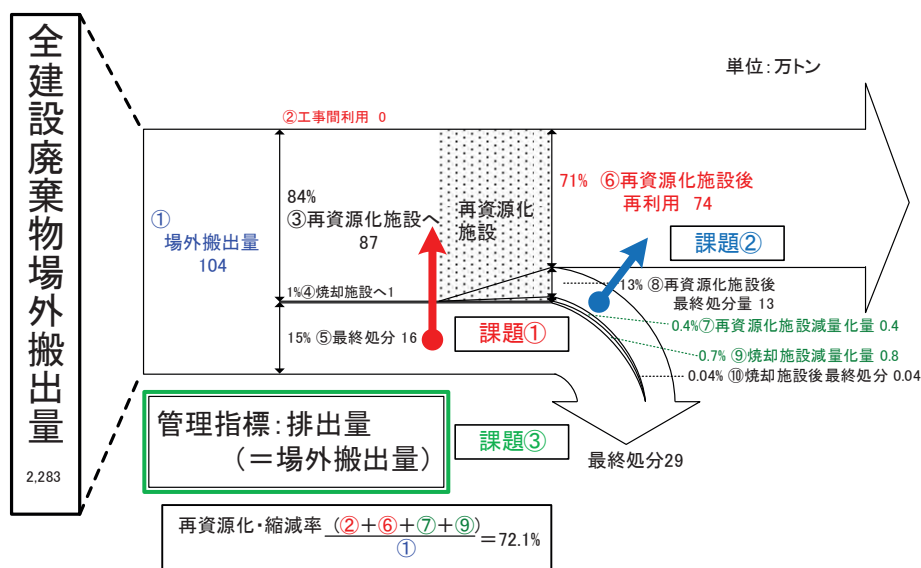 全建設廃棄物場外搬出量
2,283
単位：万トン
②工事間利用 0
①
場外搬出量
104
84%
③再資源化施設へ
87
再資源化
施設
71% ⑥再資源化施設後
再利用 74
課題②
1%④焼却施設へ1
13% ⑧再資源化施設後
最終処分量 13
15% ⑤最終処分 16
課題①
0.4%⑦再資源化施設減量化量 0.4
0.7% ⑨焼却施設減量化量 0.8
0.04% ⑩焼却施設後最終処分 0.04
管理指標：排出量
（＝場外搬出量）
課題③
最終処分29
再資源化・縮減率 (②＋⑥＋⑦＋⑨) ＝72.1%
①